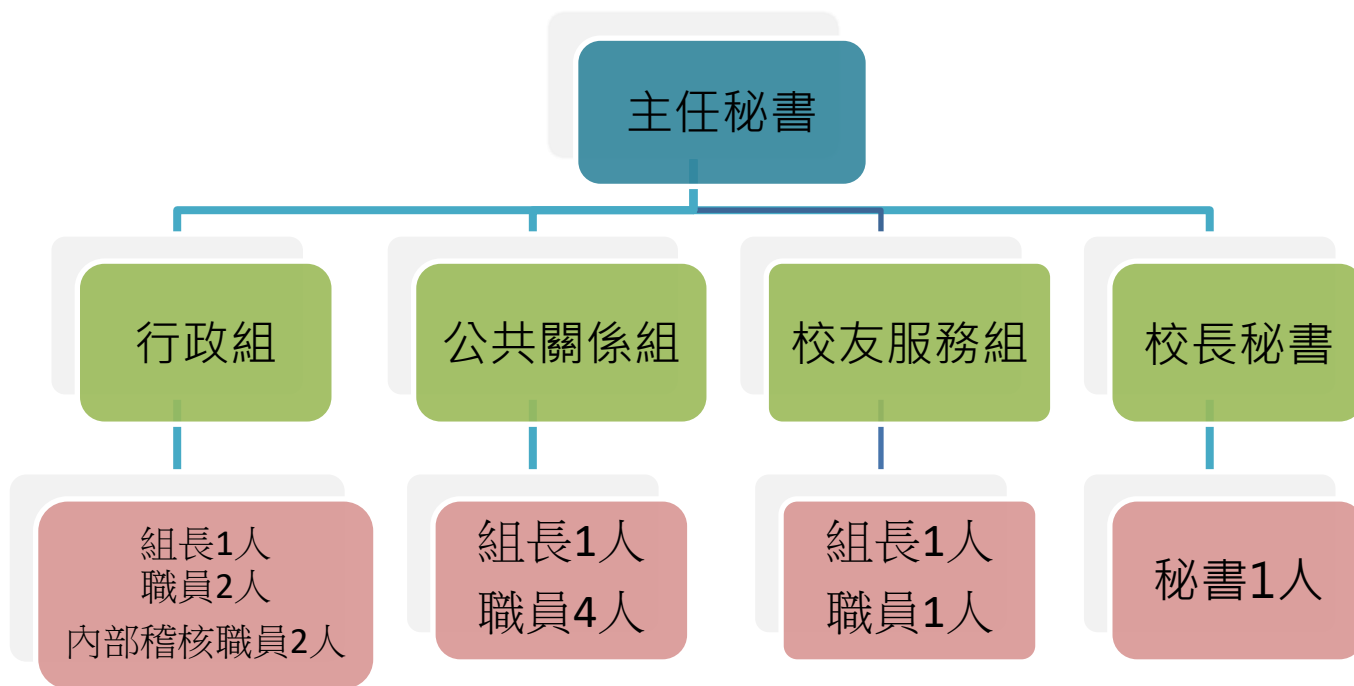 主任秘書
行政組
公共關係組
校友服務組
校長秘書
組長1人
職員2人
內部稽核職員2人
組長1人
職員4人
組長1人
職員1人
秘書1人